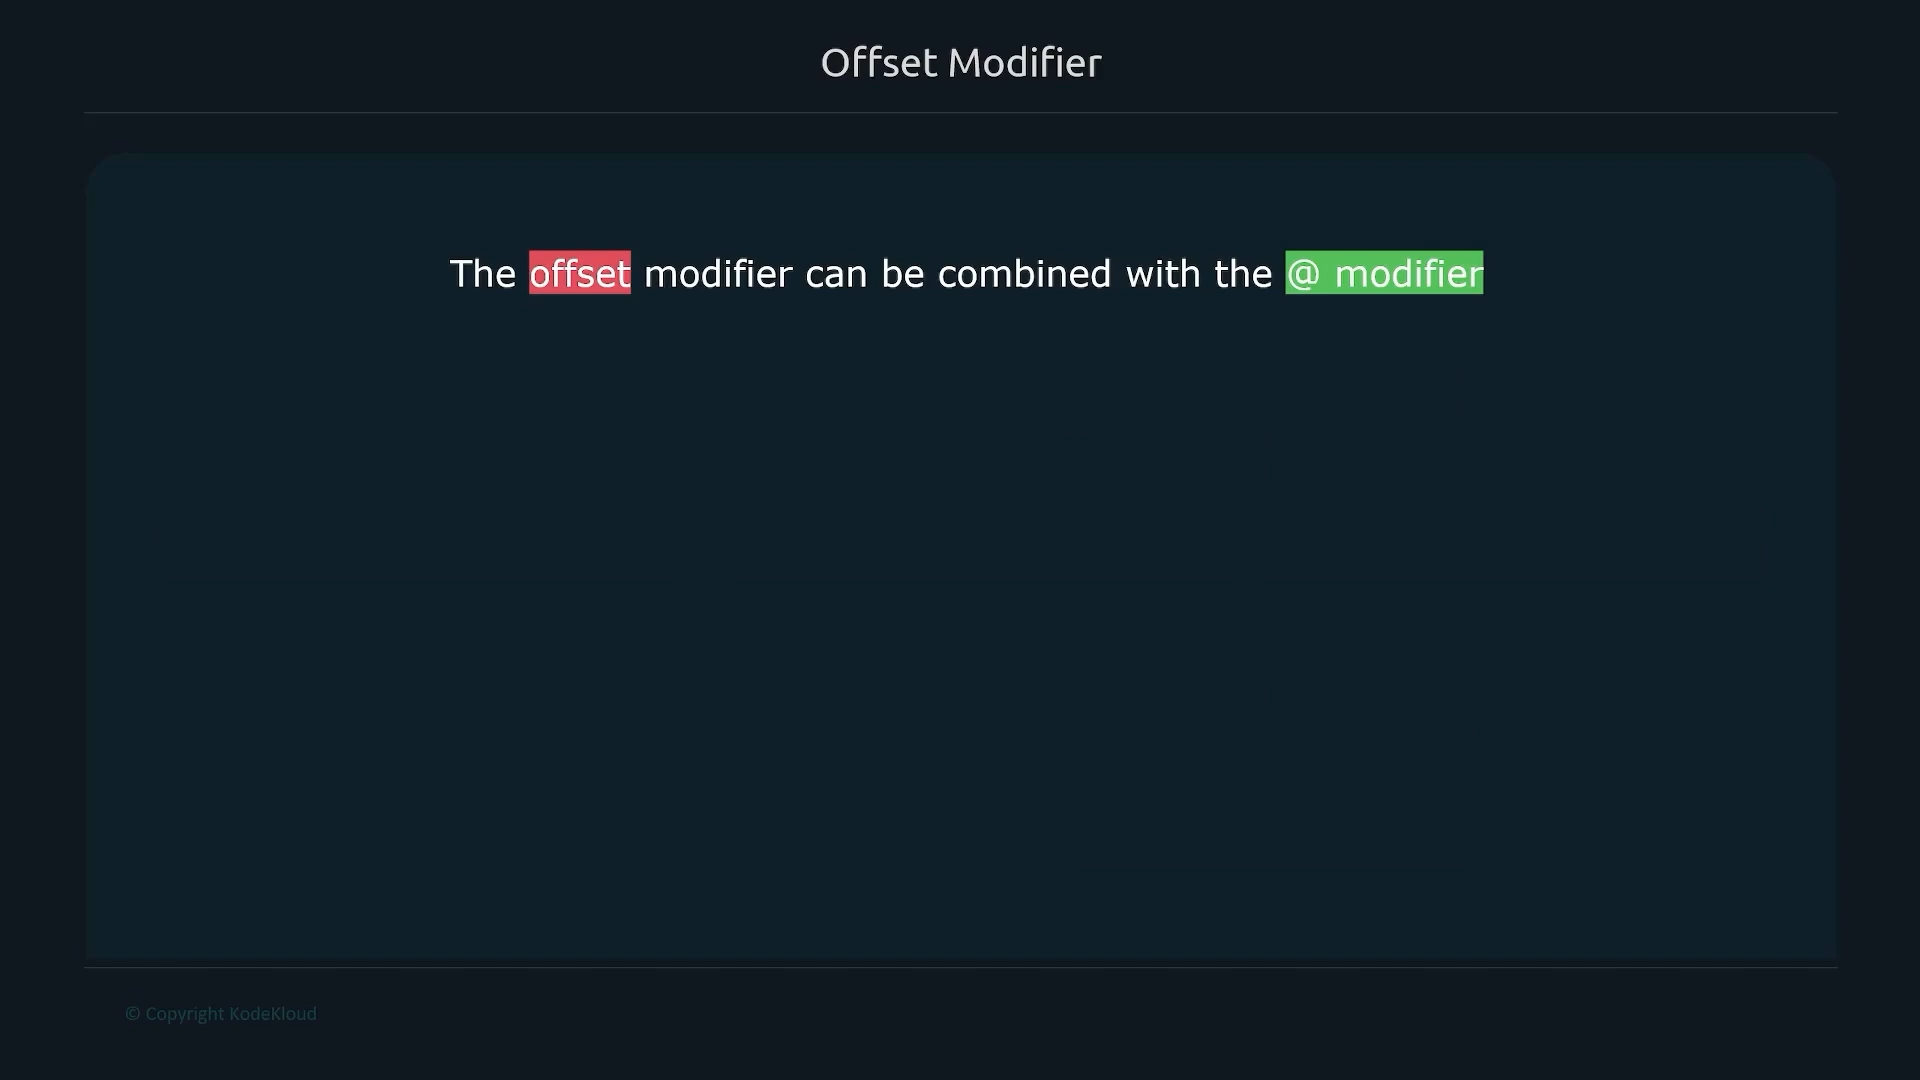 Offset Modifier
The offset modifier can be combined with the @ modifier
© Copyright KodeKloud